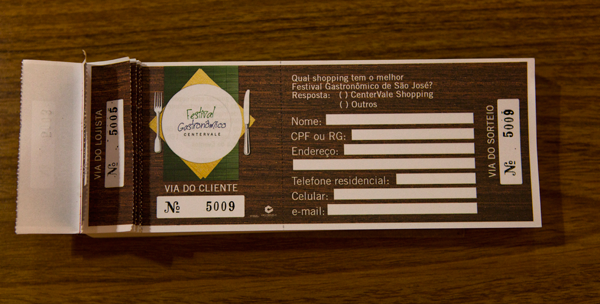 VIA DO LOJISTA
Nº 5005
Festival
Gastronômico
CENTERVALE
VIA DO CLIENTE
Nº 5009
Qual shopping tem o melhor
Festival Gastronômico de São José?
Resposta: ( ) CenterVale Shopping
( ) Outros
Nome:
CPF ou RG:
Endereço:
Telefone residencial:
Celular:
e-mail:
VIA DO SORTEIO
Nº 5009